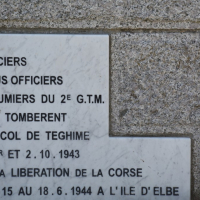 CIERS
US OFFICIERS
UMIERS DU 2E G.T.M.
TOMBERENT
COL DE TEGHIME
ET 2.10.1943
A LIBERATION DE LA CORSE
15 AU 18.6.1944 A L'ILE D'ELBE